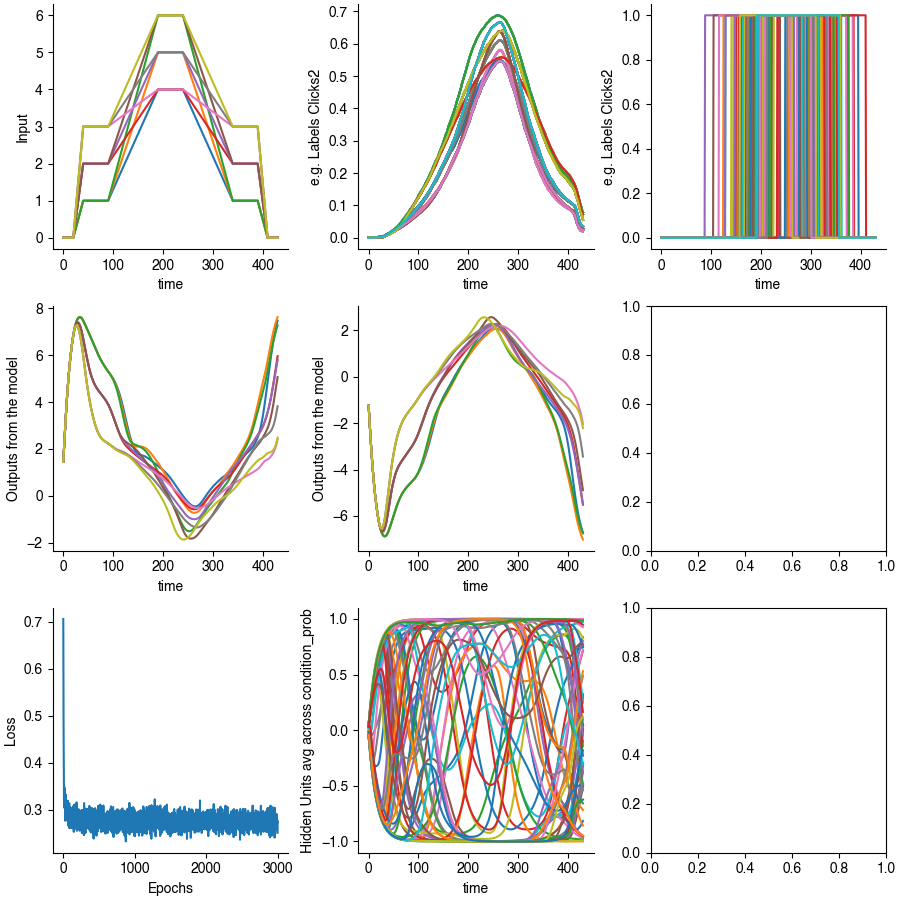 Input
6
5
4
3
2
1
0
0 100 200 300 400
time
e.g. Labels Clicks2
0.7
0.6
0.5
0.4
0.3
0.2
0.1
0.0
0 100 200 300 400
time
e.g. Labels Clicks2
1.0
0.8
0.6
0.4
0.2
0.0
0 100 200 300 400
time
Outputs from the model
8
6
4
2
0
−2
0 100 200 300 400
time
Outputs from the model
2
0
−2
−4
−6
0 100 200 300 400
time
1.0
0.8
0.6
0.4
0.2
0.0
0.0 0.2 0.4 0.6 0.8 1.0
Loss
0.7
0.6
0.5
0.4
0.3
0 1000 2000 3000
Epochs
Hidden Units avg across condition_prob
1.0
0.5
0.0
−0.5
−1.0
0 100 200 300 400
time
1.0
0.8
0.6
0.4
0.2
0.0
0.0 0.2 0.4 0.6 0.8 1.0